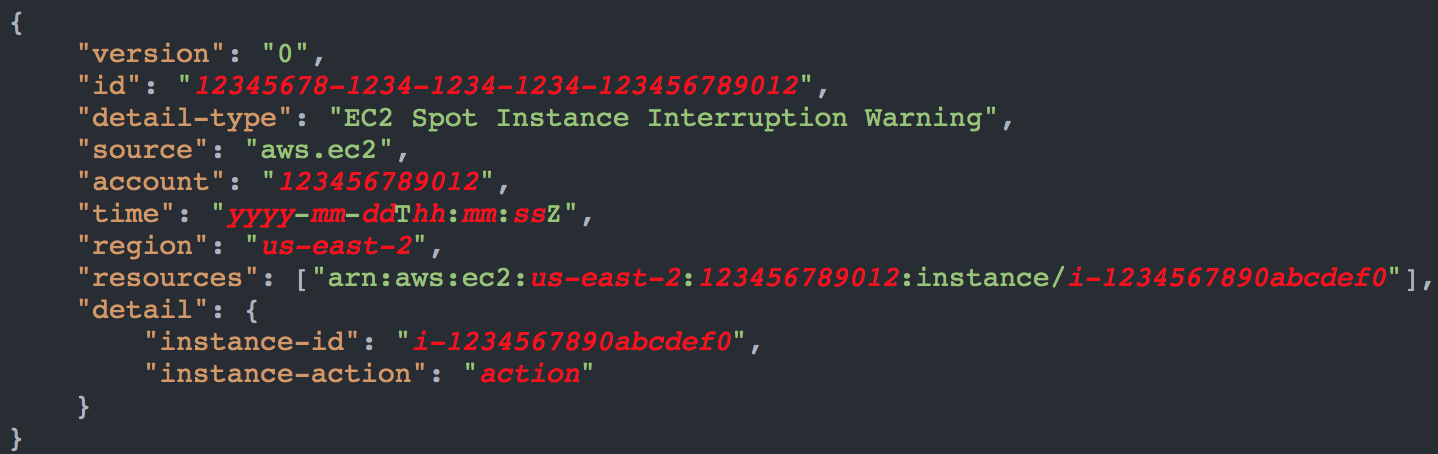 {
    "version": "0",
    "id": "12345678-1234-1234-1234-123456789012",
    "detail-type": "EC2 Spot Instance Interruption Warning",
    "source": "aws.ec2",
    "account": "123456789012",
    "time": "yyyy-mm-ddThh:mm:ssZ",
    "region": "us-east-2",
    "resources": ["arn:aws:ec2:us-east-2:123456789012:instance/i-1234567890abcdef0"],
    "detail": {
        "instance-id": "i-1234567890abcdef0",
        "instance-action": "action"
    }
}